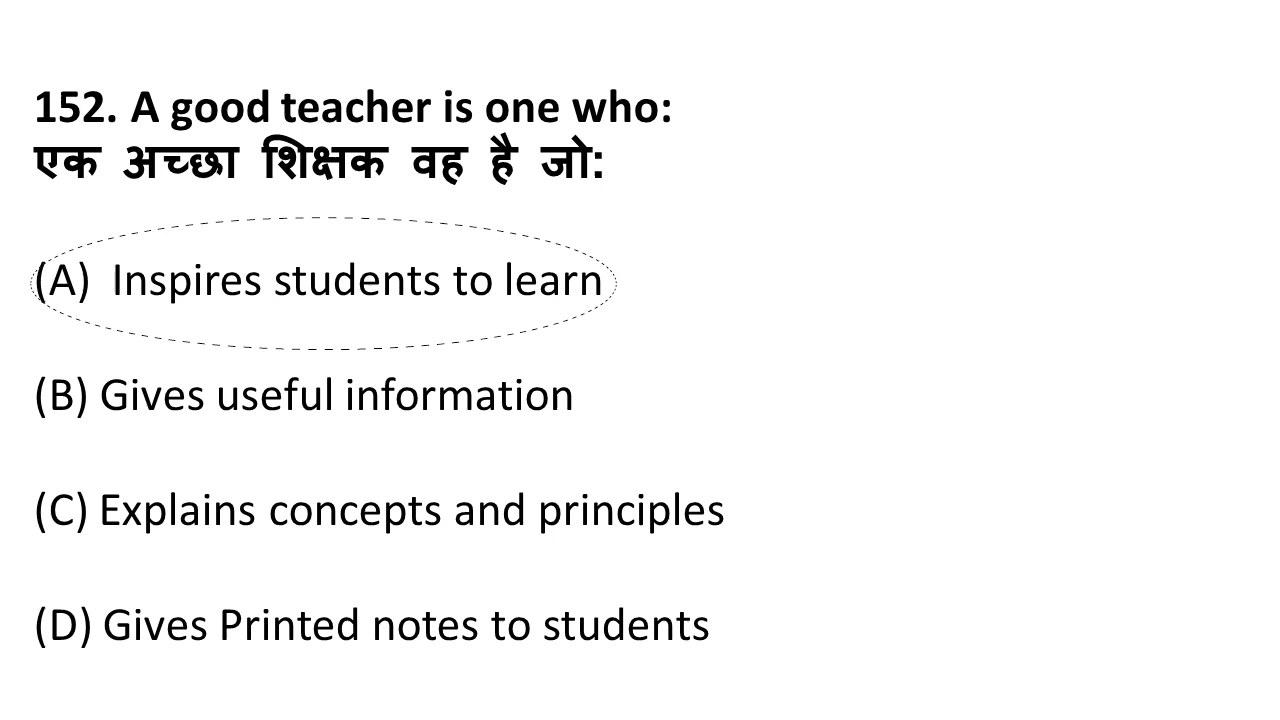 152. A good teacher is one who:
एक अच्छा शिक्षक वह है जो:
(A) Inspires students to learn
(B) Gives useful information
(C) Explains concepts and principles
(D) Gives Printed notes to students